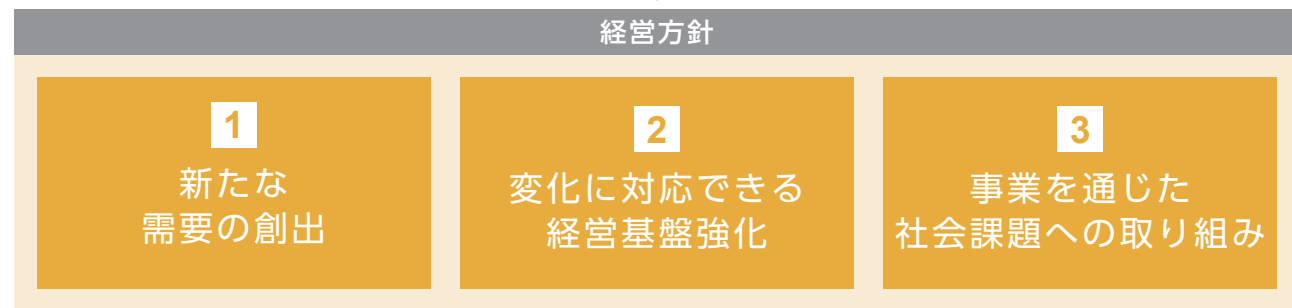 経営方針
1
新たな
需要の創出
2
変化に対応できる
経営基盤強化
3
事業を通じた
社会課題への取り組み